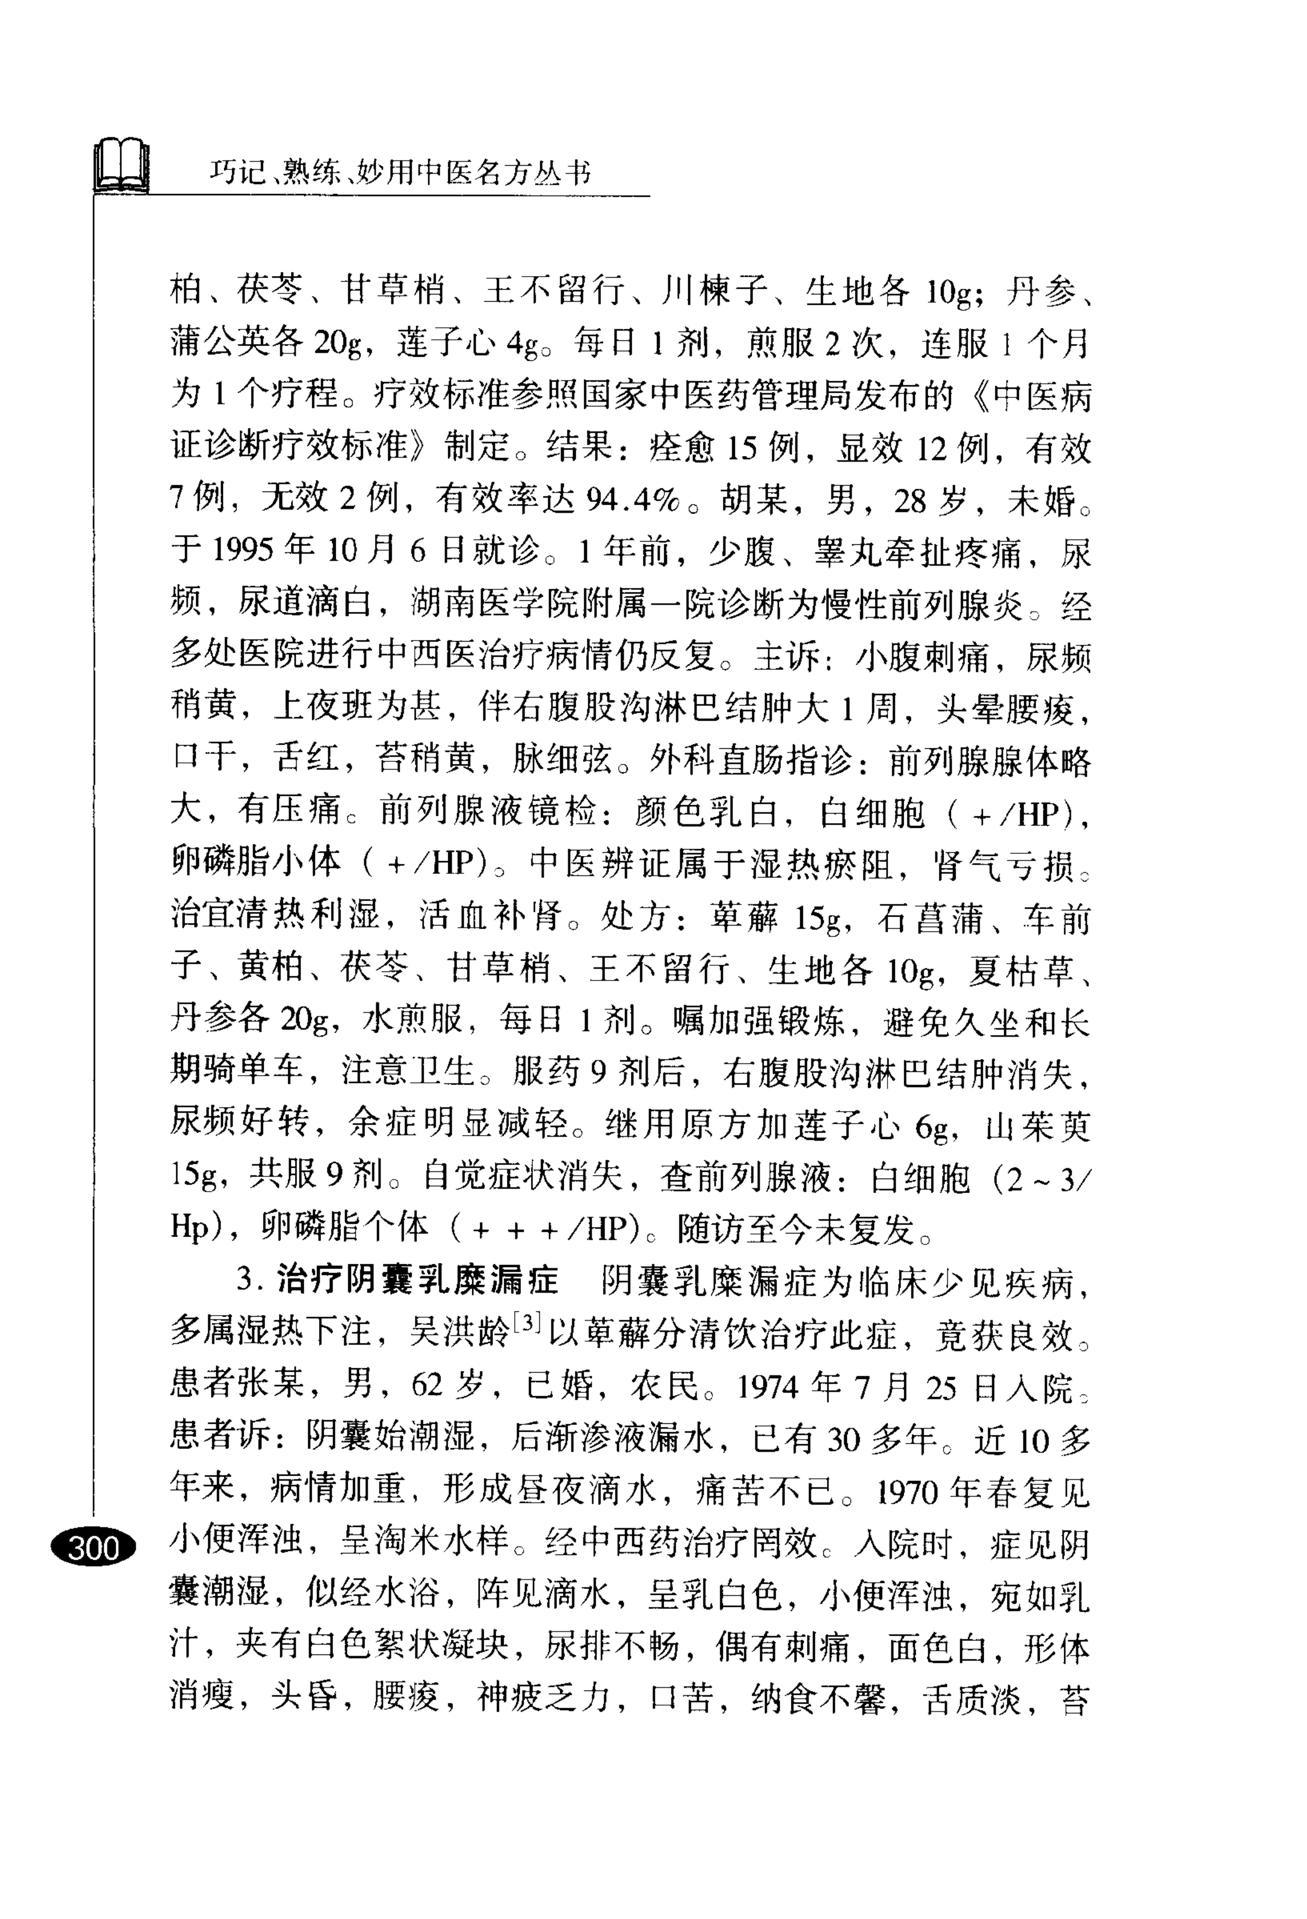 巧记、熟练、妙用中医名方丛书
柏、茯苓、甘草梢、王不留行、川楝子、生地各 10g；丹参、
蒲公英各 20g，莲子心 4g。每日 1 剂，煎服 2 次，连服 1 个月
为 1 个疗程。疗效标准参照国家中医药管理局发布的《中医病
证诊断疗效标准》制定。结果：痊愈 15 例，显效 12 例，有效
7 例，无效 2 例，有效率达 94.4%。胡某，男，28 岁，未婚。
于 1995 年 10 月 6 日就诊。1 年前，少腹、睾丸牵扯疼痛，尿
频，尿道滴白，湖南医学院附属一院诊断为慢性前列腺炎。经
多处医院进行中西医治疗病情仍反复。主诉：小腹刺痛，尿频
稍黄，上夜班为甚，伴右腹股沟淋巴结肿大 1 周，头晕腰痠，
口干，舌红，苔稍黄，脉细弦。外科直肠指诊：前列腺腺体略
大，有压痛。前列腺液镜检：颜色乳白，白细胞（+/HP），
卵磷脂小体（+/HP）。中医辨证属于湿热瘀阻，肾气亏损。
治宜清热利湿，活血补肾。处方：萆薢 15g，石菖蒲、车前
子、黄柏、茯苓、甘草梢、王不留行、生地各 10g，夏枯草、
丹参各 20g，水煎服，每日 1 剂。嘱加强锻炼，避免久坐和长
期骑单车，注意卫生。服药 9 剂后，右腹股沟淋巴结肿消失，
尿频好转，余症明显减轻。继用原方加莲子心 6g，山茱萸
15g，共服 9 剂。自觉症状消失，查前列腺液：白细胞（2～3/
Hp），卵磷脂个体（+ + +/HP）。随访至今未复发。
3. 治疗阴囊乳糜漏症　阴囊乳糜漏症为临床少见疾病，
多属湿热下注，吴洪龄[3]以萆薢分清饮治疗此症，竟获良效。
患者张某，男，62 岁，已婚，农民。1974 年 7 月 25 日入院。
患者诉：阴囊始潮湿，后渐渗液漏水，已有 30 多年。近 10 多
年来，病情加重，形成昼夜滴水，痛苦不已。1970 年春复见
小便浑浊，呈淘米水样。经中西药治疗罔效。入院时，症见阴
囊潮湿，似经水浴，阵见滴水，呈乳白色，小便浑浊，宛如乳
汁，夹有白色絮状凝块，尿排不畅，偶有刺痛，面色白，形体
消瘦，头昏，腰痠，神疲乏力，口苦，纳食不馨，舌质淡，苔
300